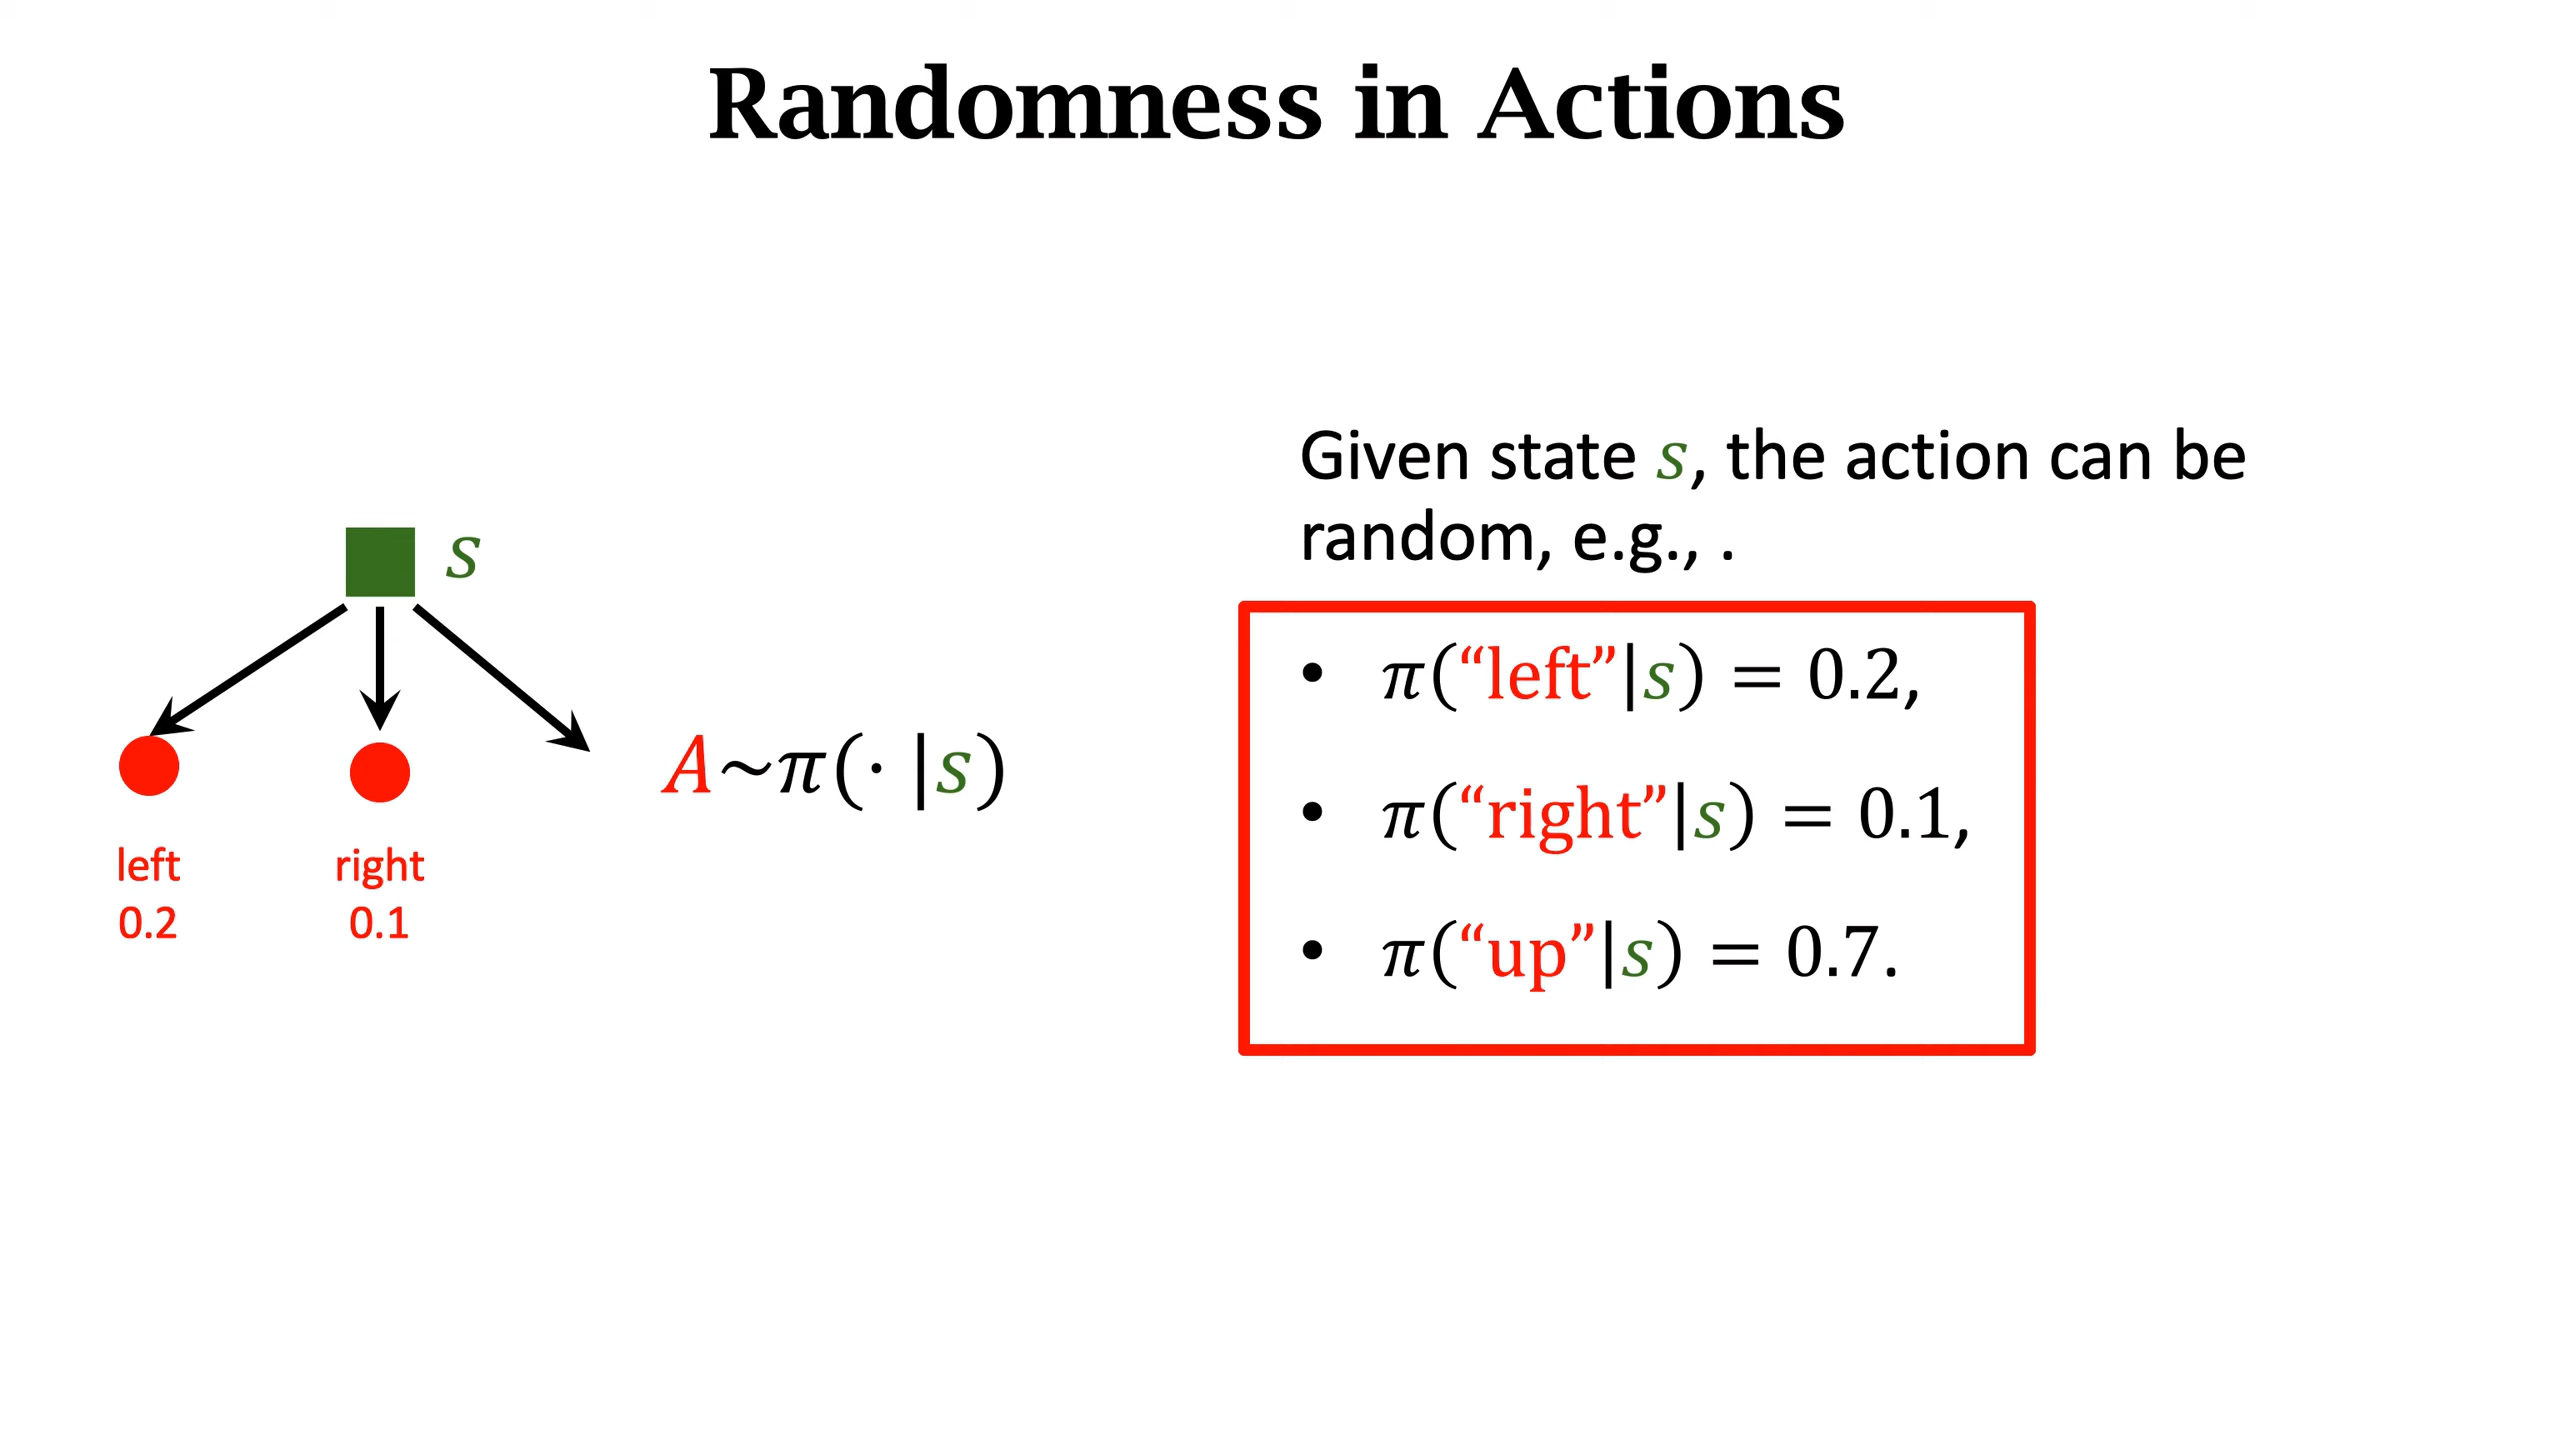 Randomness in Actions
Given state s, the action can be
random, e.g., .
s
A~π(· |s)
left
0.2
right
0.1
• π(“left”|s) = 0.2,
• π(“right”|s) = 0.1,
• π(“up”|s) = 0.7.